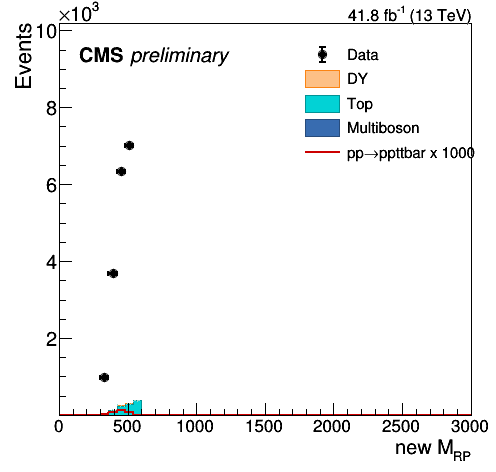 ×10³
41.8 fb⁻¹ (13 TeV)
Events
CMS preliminary
Data
DY
Top
Multiboson
pp→ppttbar x 1000
10
8
6
4
2
0 500 1000 1500 2000 2500 3000
new M_RP